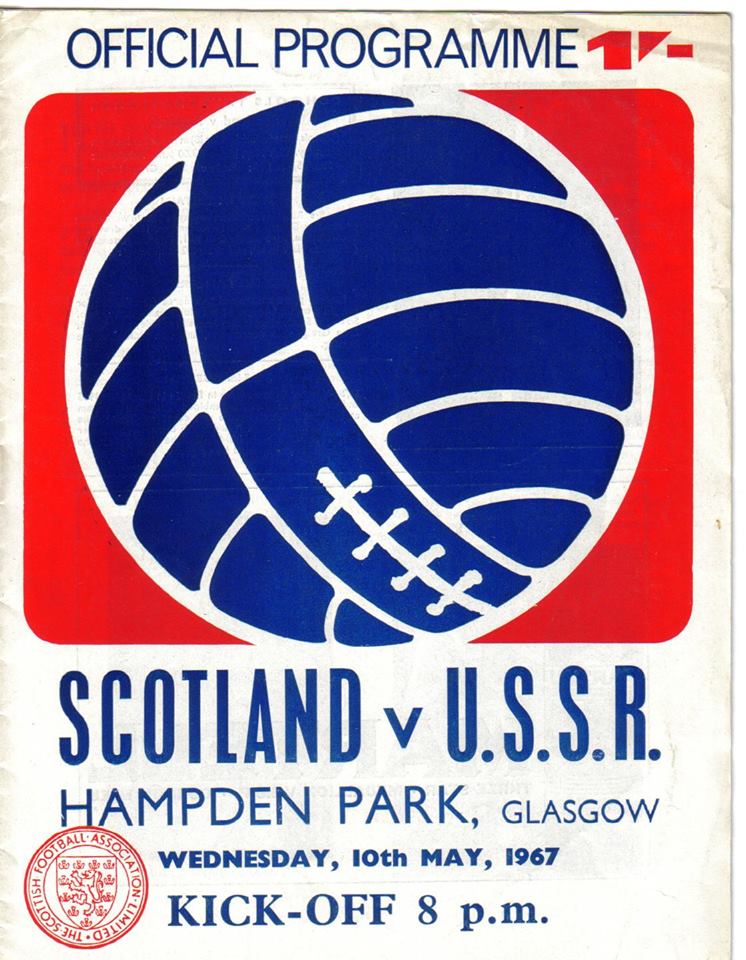 OFFICIAL PROGRAMME 1'-
SCOTLAND v U.S.S.R.
HAMPDEN PARK, GLASGOW
WEDNESDAY, 10th MAY, 1967
KICK-OFF 8 p.m.
THE SCOTTISH FOOTBALL ASSOCIATION LIMITED